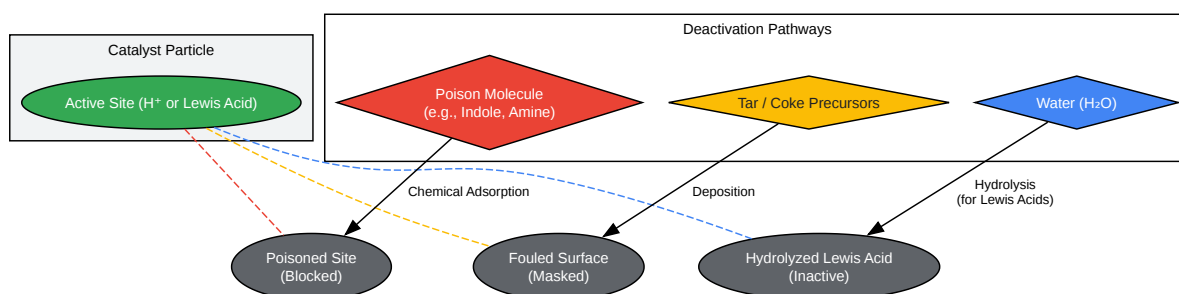 Deactivation Pathways
Catalyst Particle
Active Site (H⁺ or Lewis Acid)
Poison Molecule
(e.g., Indole, Amine)
Tar / Coke Precursors
Water (H₂O)
Chemical Adsorption
Deposition
Hydrolysis
(for Lewis Acids)
Poisoned Site
(Blocked)
Fouled Surface
(Masked)
Hydrolyzed Lewis Acid
(Inactive)